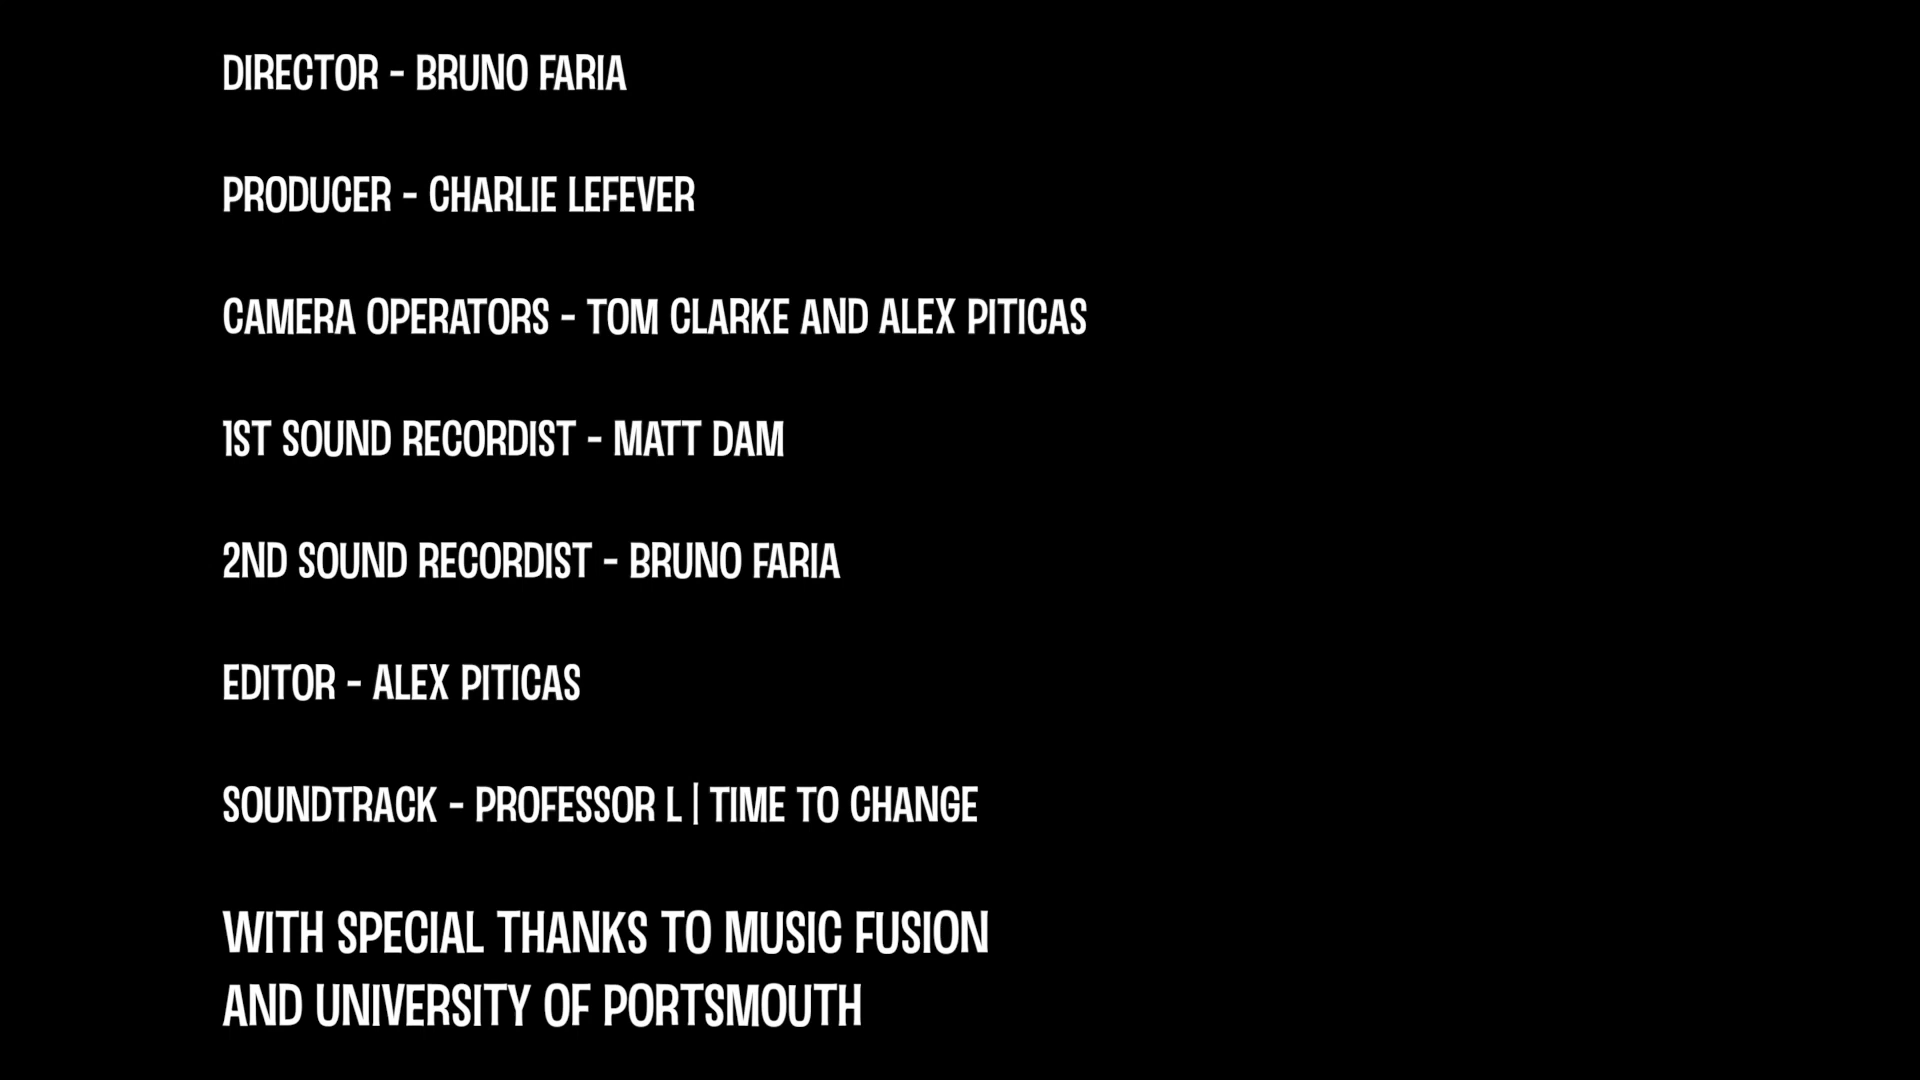 DIRECTOR - BRUNO FARIA
PRODUCER - CHARLIE LEFEVER
CAMERA OPERATORS - TOM CLARKE AND ALEX PITICAS
1ST SOUND RECORDIST - MATT DAM
2ND SOUND RECORDIST - BRUNO FARIA
EDITOR - ALEX PITICAS
SOUNDTRACK - PROFESSOR L | TIME TO CHANGE
WITH SPECIAL THANKS TO MUSIC FUSION
AND UNIVERSITY OF PORTSMOUTH